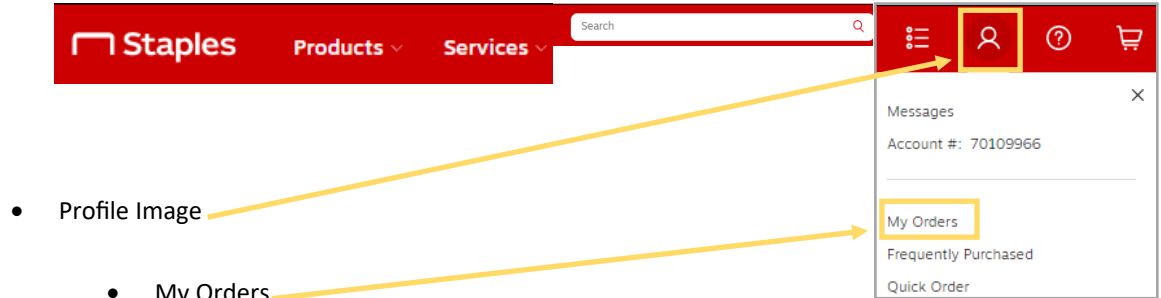 Staples Products Services Search
Messages
Account #: 70109966
• Profile Image
My Orders
Frequently Purchased
• My Orders
Quick Order